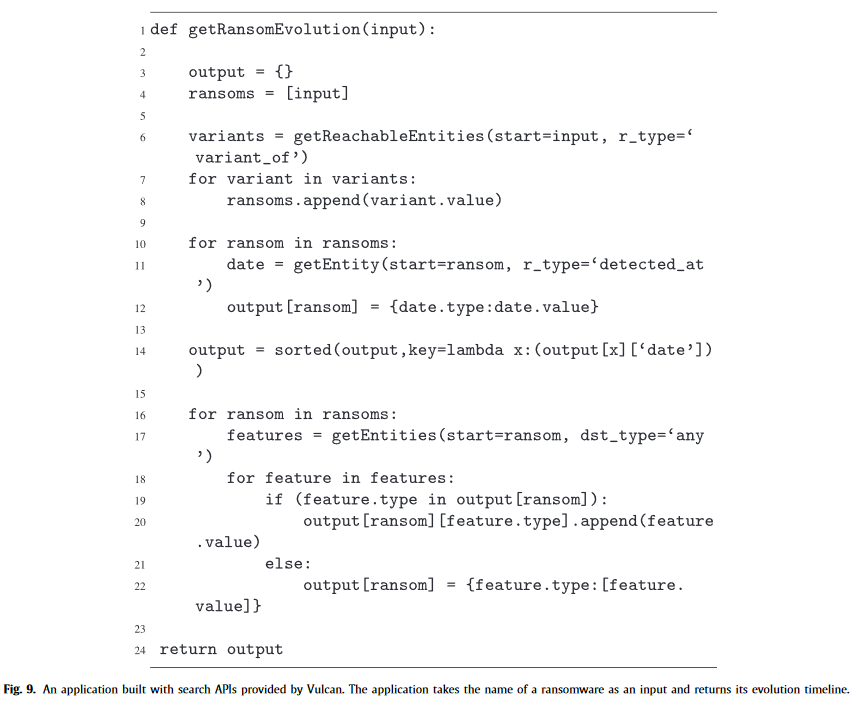 1 def getRansomEvolution(input):
2
3 output = {}
4 ransoms = [input]
5
6 variants = getReachableEntities(start=input, r_type=‘
variant_of’)
7 for variant in variants:
8 ransoms.append(variant.value)
9
10 for ransom in ransoms:
11 date = getEntity(start=ransom, r_type=‘detected_at
’)
12 output[ransom] = {date.type:date.value}
13
14 output = sorted(output,key=lambda x:(output[x][‘date’])
)
15
16 for ransom in ransoms:
17 features = getEntities(start=ransom, dst_type=‘any
’)
18 for feature in features:
19 if (feature.type in output[ransom]):
20 output[ransom][feature.type].append(feature
.value)
21 else:
22 output[ransom] = {feature.type:[feature.
value]}
23
24 return output
Fig. 9. An application built with search APIs provided by Vulcan. The application takes the name of a ransomware as an input and returns its evolution timeline.